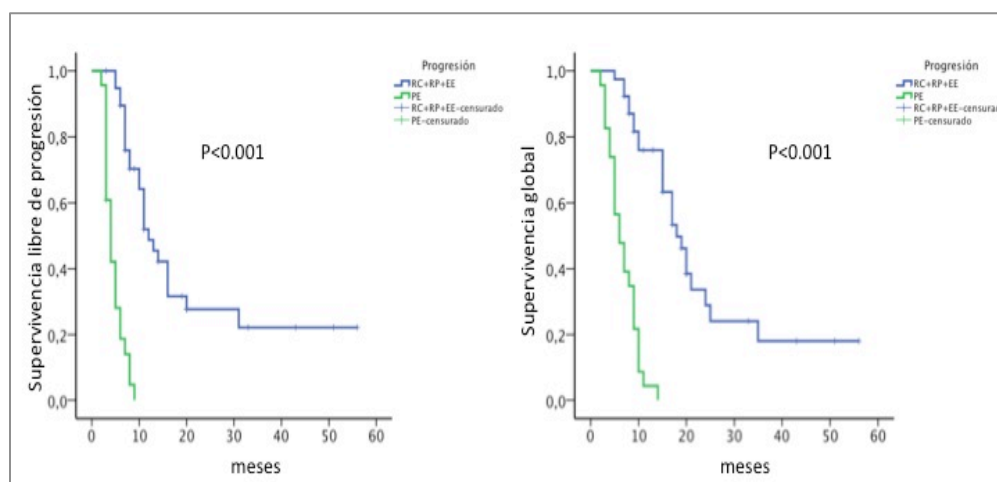 Supervivencia libre de progresión
1,0
0,8
0,6
0,4
0,2
0,0
P<0.001
Progresión
RC+RP+EE
PE
RC+RP+EE-censurado
PE-censurado
0 10 20 30 40 50 60
meses
Supervivencia global
1,0
0,8
0,6
0,4
0,2
0,0
P<0.001
Progresión
RC+RP+EE
PE
RC+RP+EE-censurad
PE-censurado
0 10 20 30 40 50 60
meses